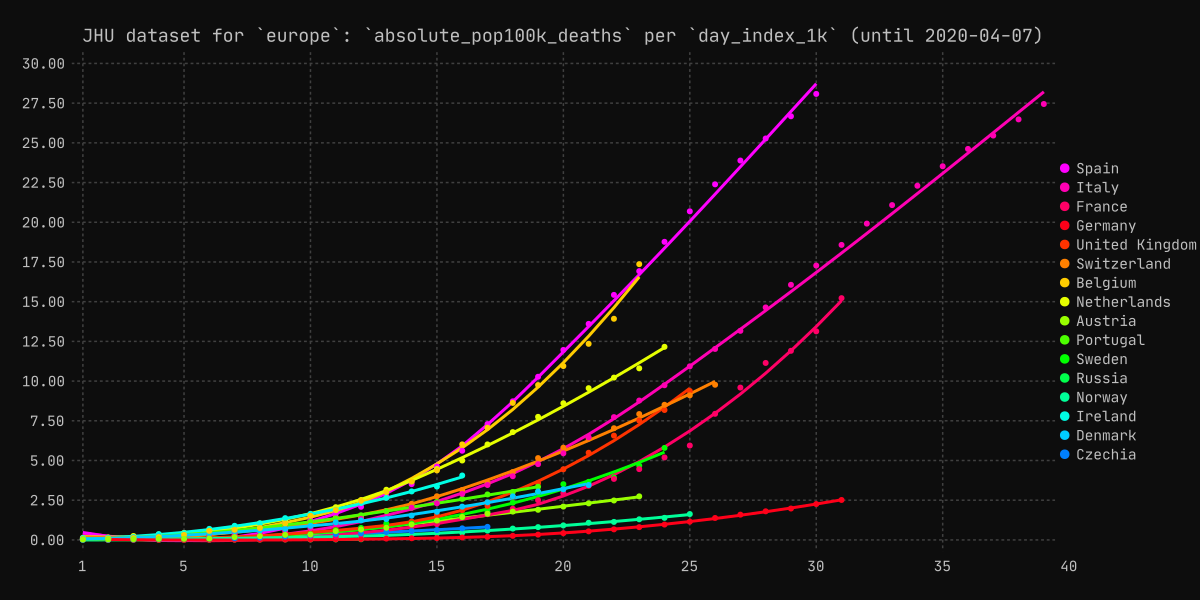 JHU dataset for `europe`: `absolute_pop100k_deaths` per `day_index_1k` (until 2020-04-07)
30.00
27.50
25.00
22.50
20.00
17.50
15.00
12.50
10.00
7.50
5.00
2.50
0.00
1 5 10 15 20 25 30 35 40
Spain
Italy
France
Germany
United Kingdom
Switzerland
Belgium
Netherlands
Austria
Portugal
Sweden
Russia
Norway
Ireland
Denmark
Czechia